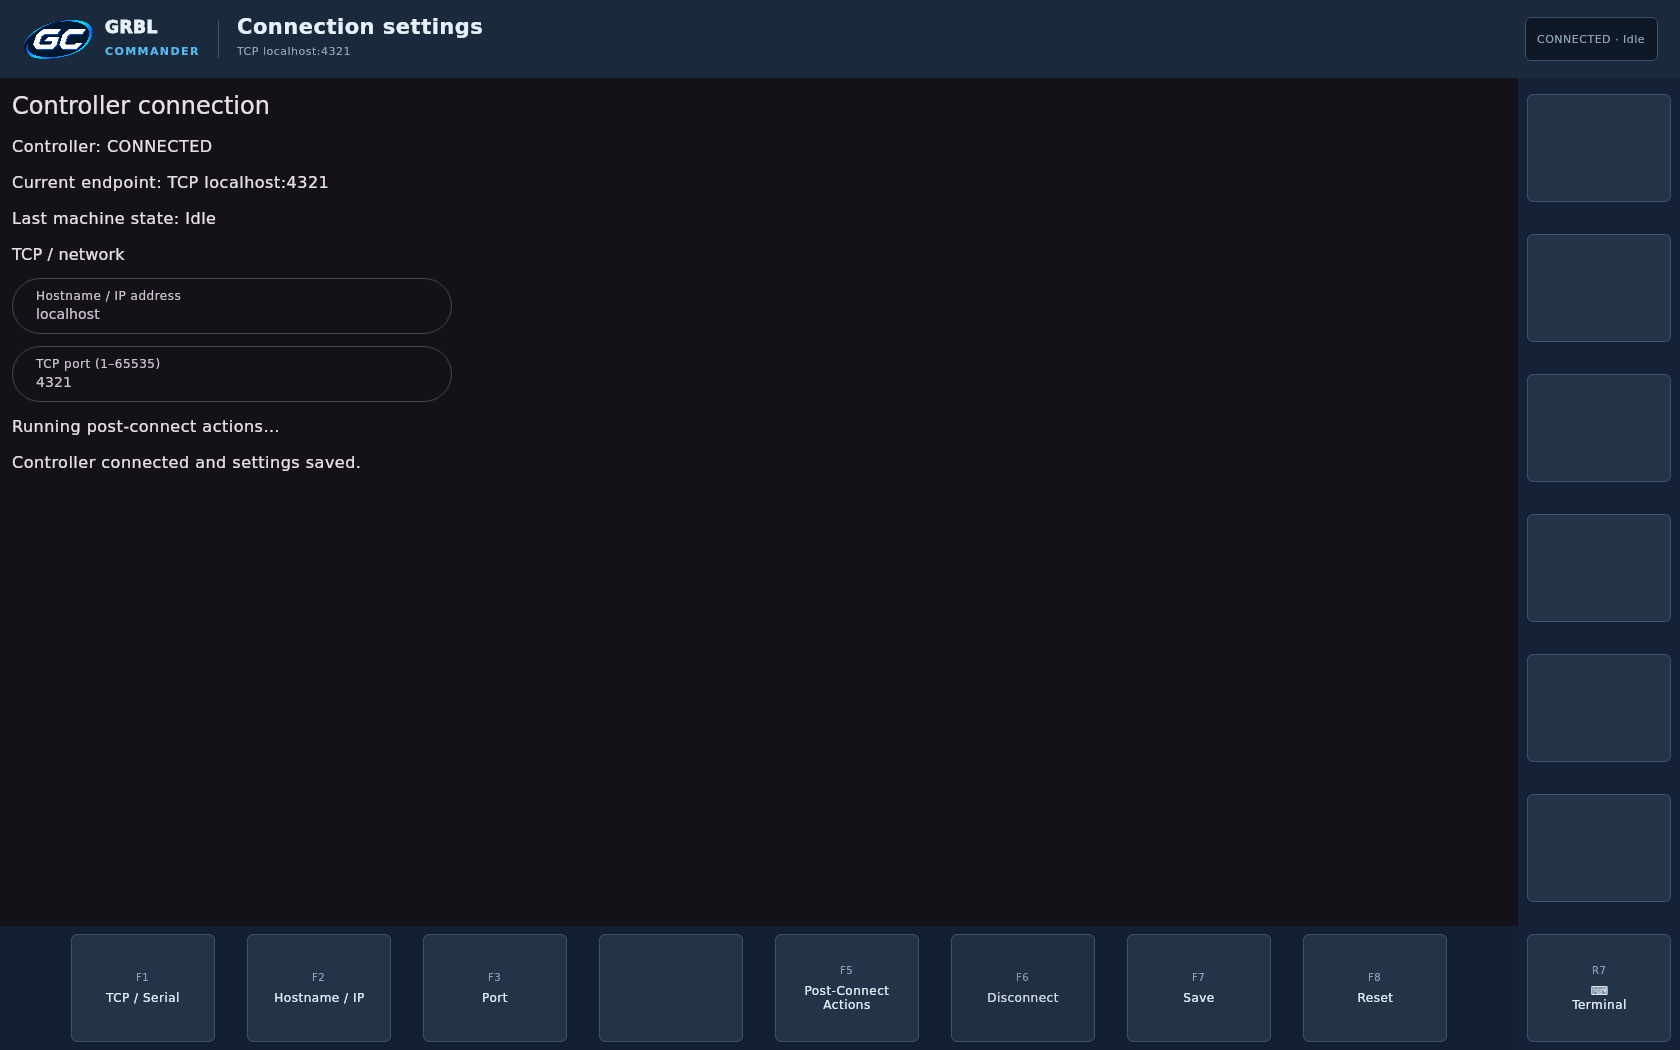 GC
GRBL
COMMANDER
Connection settings
TCP localhost:4321
CONNECTED · Idle
Controller connection
Controller: CONNECTED
Current endpoint: TCP localhost:4321
Last machine state: Idle
TCP / network
Hostname / IP address
localhost
TCP port (1–65535)
4321
Running post-connect actions...
Controller connected and settings saved.
F1
TCP / Serial
F2
Hostname / IP
F3
Port
F5
Post-Connect
Actions
F6
Disconnect
F7
Save
F8
Reset
R7
⌨
Terminal